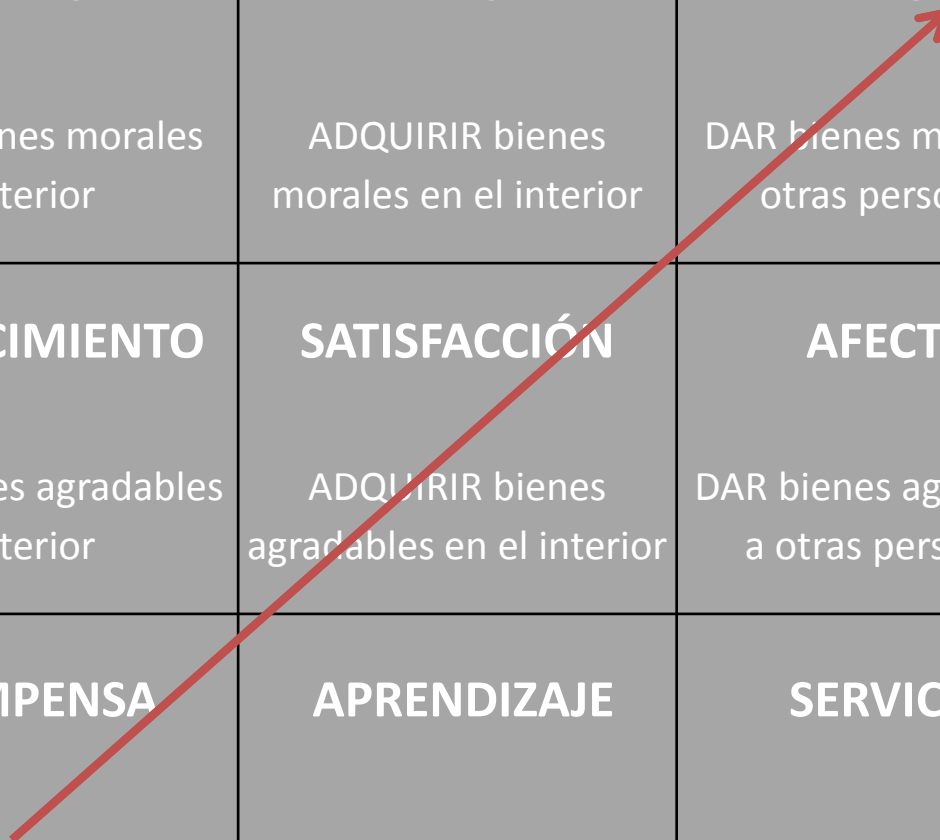 nes morales
terior
ADQUIRIR bienes
morales en el interior
DAR bienes m
otras perso
CIMIENTO
SATISFACCIÓN
AFECT
es agradables
terior
ADQUIRIR bienes
agradables en el interior
DAR bienes ag
a otras pers
MPENSA
APRENDIZAJE
SERVIC